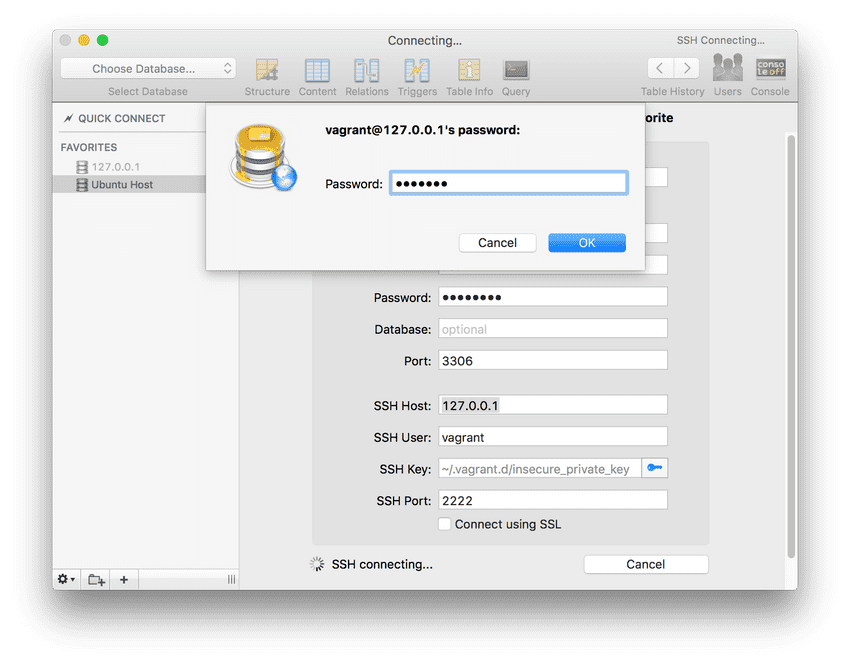 Connecting...
SSH Connecting...
Choose Database...
Select Database
Structure
Content
Relations
Triggers
Table Info
Query
Table History
Users
conso
le off
Console
QUICK CONNECT
FAVORITES
127.0.0.1
Ubuntu Host
orite
vagrant@127.0.0.1's password:
Password: •••••••
Cancel
OK
Password: ••••••••
Database: optional
Port: 3306
SSH Host: 127.0.0.1
SSH User: vagrant
SSH Key: ~/.vagrant.d/insecure_private_key
SSH Port: 2222
Connect using SSL
SSH connecting...
Cancel